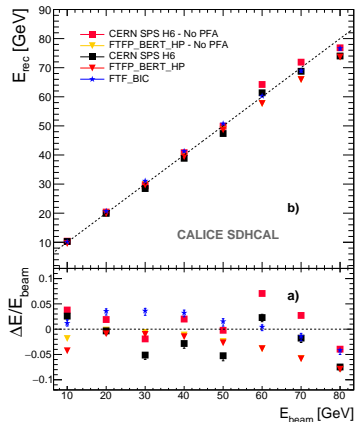 E_rec [GeV]
CERN SPS H6 - No PFA
FTFP_BERT_HP - No PFA
CERN SPS H6
FTFP_BERT_HP
FTF_BIC
90
80
70
60
50
40
30
20
10
b)
CALICE SDHCAL
ΔE/E_beam
a)
0.1
0.05
0
−0.05
−0.1
10 20 30 40 50 60 70 80
E_beam [GeV]